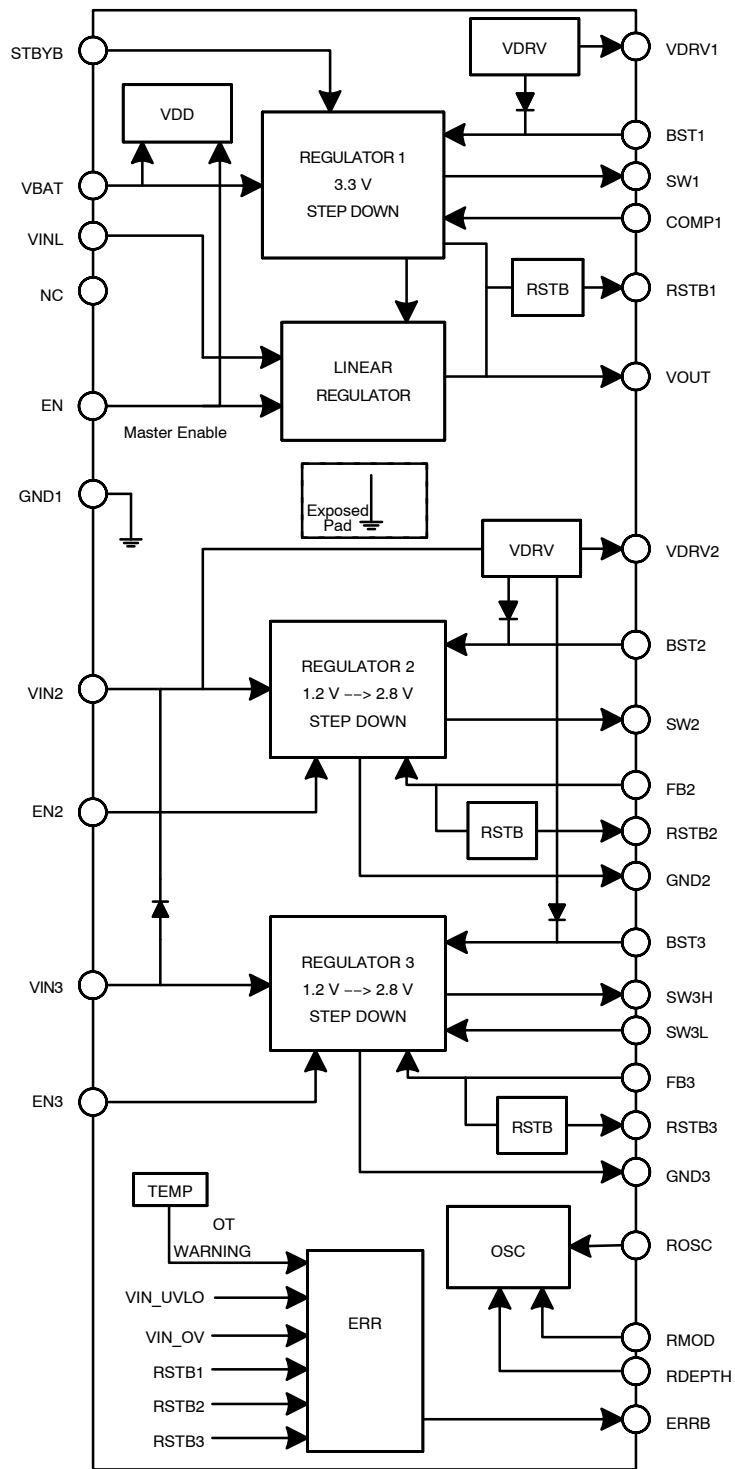 STBYB
VDRV
VDRV1
VDD
BST1
REGULATOR 1
3.3 V
STEP DOWN
VBAT
SW1
COMP1
VINL
NC
RSTB
RSTB1
LINEAR
REGULATOR
VOUT
EN
Master Enable
GND1
Exposed
Pad
VDRV
VDRV2
BST2
REGULATOR 2
1.2 V −−> 2.8 V
STEP DOWN
VIN2
SW2
FB2
EN2
RSTB
RSTB2
GND2
BST3
REGULATOR 3
1.2 V −−> 2.8 V
STEP DOWN
VIN3
SW3H
SW3L
FB3
EN3
RSTB
RSTB3
GND3
TEMP
OT
WARNING
OSC
ROSC
VIN_UVLO
ERR
VIN_OV
RMOD
RSTB1
RDEPTH
RSTB2
ERRB
RSTB3